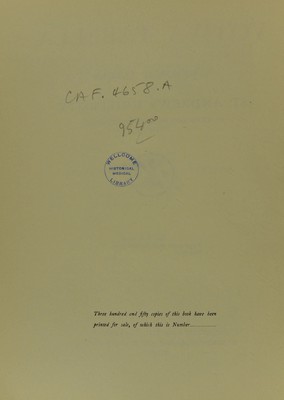 CAF. 4658.A
954⁰⁰
WELLCOME
HISTORICAL
MEDICAL
LIBRARY
Three hundred and fifty copies of this book have been
printed for sale, of which this is Number............